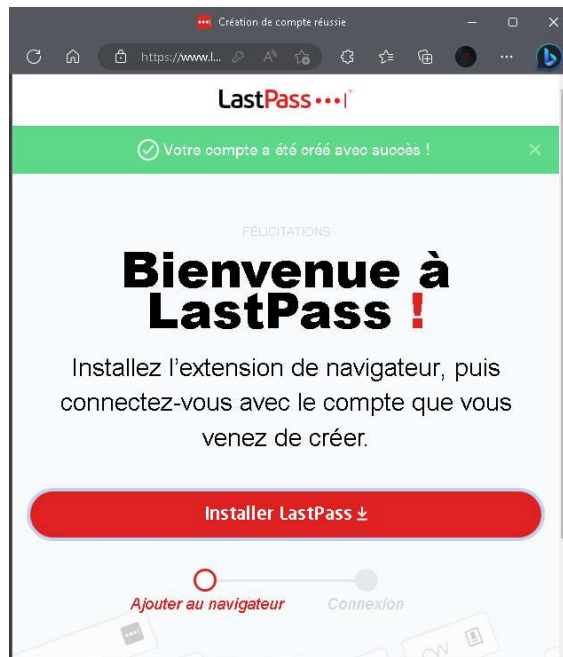 Création de compte réussie
https://www.l...
LastPass
Votre compte a été créé avec succès !
FÉLICITATIONS
Bienvenue à
LastPass !
Installez l’extension de navigateur, puis
connectez-vous avec le compte que vous
venez de créer.
Installer LastPass
Ajouter au navigateur Connexion